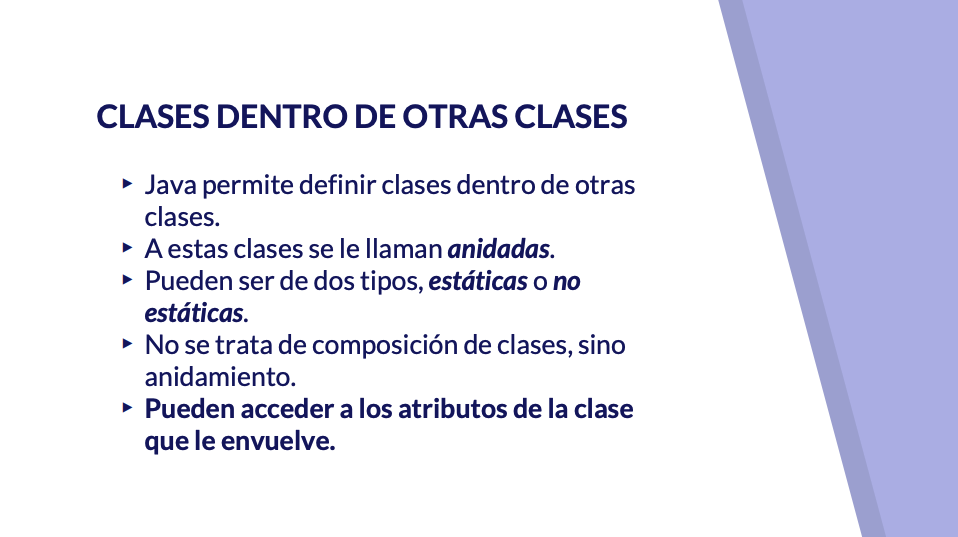 CLASES DENTRO DE OTRAS CLASES
▸ Java permite definir clases dentro de otras
clases.
▸ A estas clases se le llaman anidadas.
▸ Pueden ser de dos tipos, estáticas o no
estáticas.
▸ No se trata de composición de clases, sino
anidamiento.
▸ Pueden acceder a los atributos de la clase
que le envuelve.